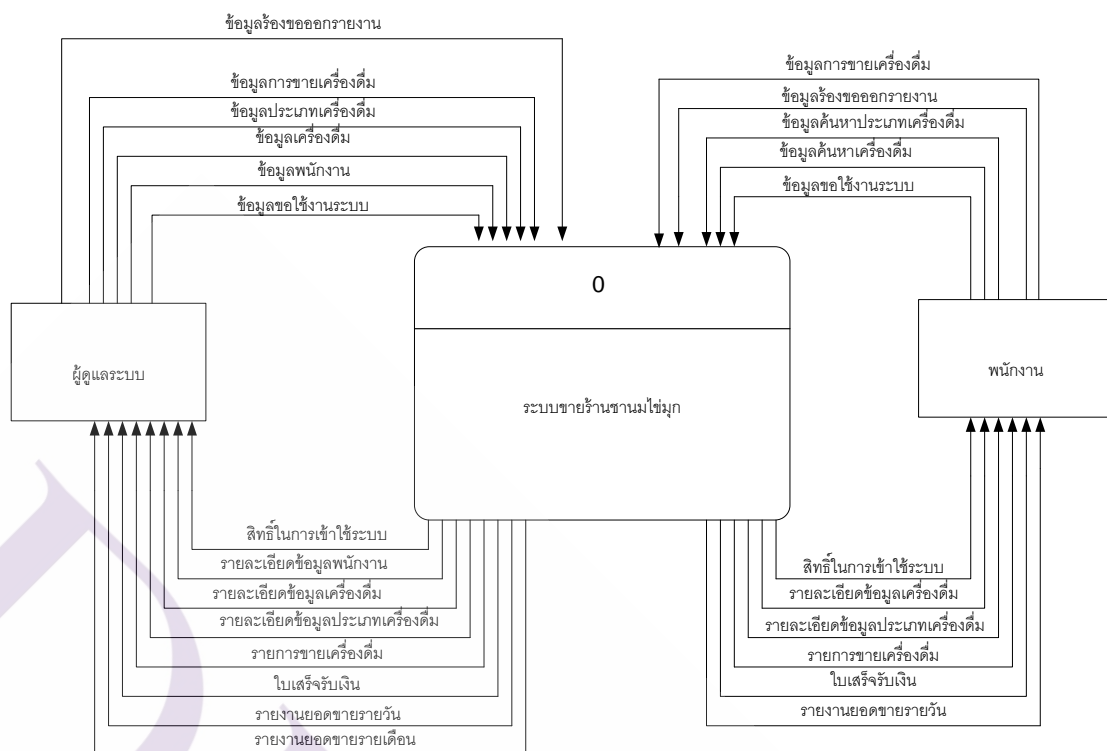 ข้อมูลร้องขอออกรายงาน
ข้อมูลการขายเครื่องดื่ม
ข้อมูลประเภทเครื่องดื่ม
ข้อมูลเครื่องดื่ม
ข้อมูลพนักงาน
ข้อมูลขอใช้งานระบบ
ข้อมูลการขายเครื่องดื่ม
ข้อมูลร้องขอออกรายงาน
ข้อมูลค้นหาประเภทเครื่องดื่ม
ข้อมูลค้นหาเครื่องดื่ม
ข้อมูลขอใช้งานระบบ
0
ผู้ดูแลระบบ
ระบบขายร้านชานมไข่มุก
พนักงาน
สิทธิ์ในการเข้าใช้ระบบ
รายละเอียดข้อมูลพนักงาน
รายละเอียดข้อมูลเครื่องดื่ม
รายละเอียดข้อมูลประเภทเครื่องดื่ม
รายการขายเครื่องดื่ม
ใบเสร็จรับเงิน
รายงานยอดขายรายวัน
รายงานยอดขายรายเดือน
สิทธิ์ในการเข้าใช้ระบบ
รายละเอียดข้อมูลเครื่องดื่ม
รายละเอียดข้อมูลประเภทเครื่องดื่ม
รายการขายเครื่องดื่ม
ใบเสร็จรับเงิน
รายงานยอดขายรายวัน